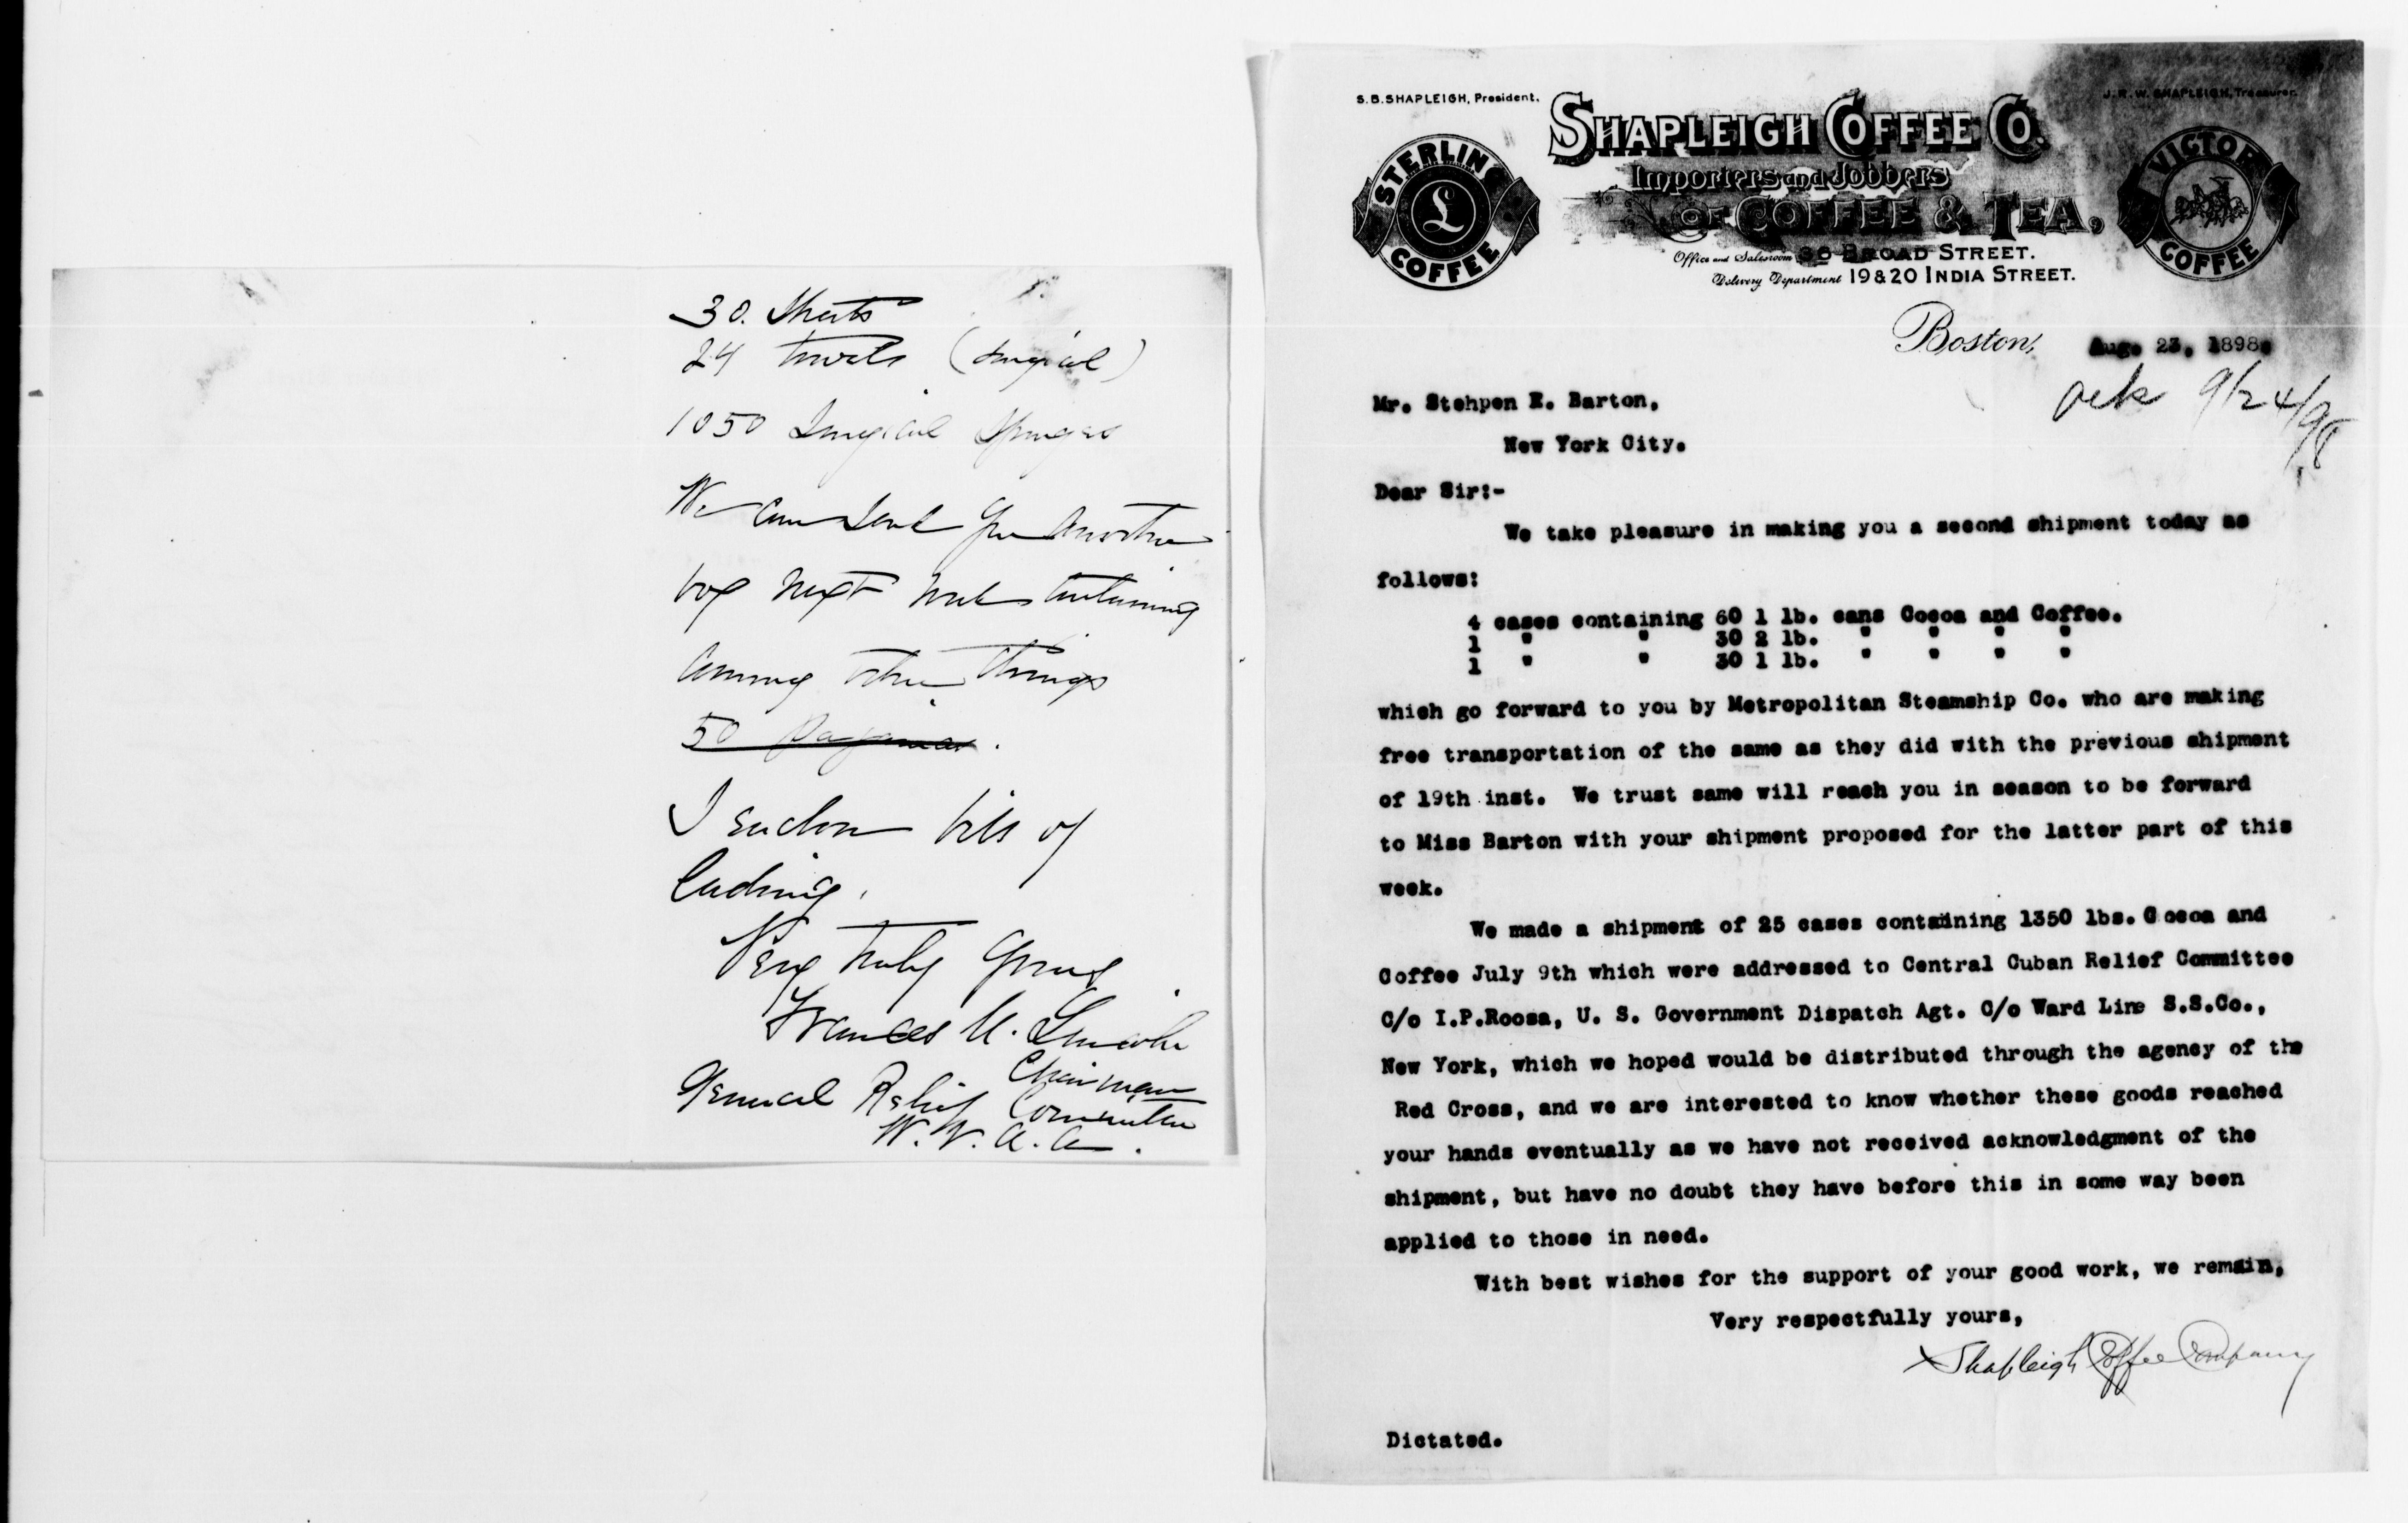 30. Sheets
24 towels (surgical)
1050 Surgical Sponges
We can send you another
box next week containing
among other things
50 Pajamas.
I enclose bill of
lading.
Very truly yours
Frances M. Lincoln
Chairman
General Relief Committee
W. V. A. A.
S.B.SHAPLEIGH, President.
J.R.W. SHAPLEIGH, Treasurer.
SHAPLEIGH COFFEE CO.
Importers and Jobbers
OF COFFEE & TEA,
STERLING
£
COFFEE
VICTOR
COFFEE
Office and Salesroom 36 BROAD STREET.
Delivery Department 19 & 20 INDIA STREET.
Boston, Aug. 23, 1898.
Ack 9/24/98
Mr. Stehpen E. Barton,
New York City.
Dear Sir:-
We take pleasure in making you a second shipment today as
follows:
4 cases containing 60 1 lb. cans Cocoa and Coffee.
1 " " 30 2 lb. " " " "
1 " " 30 1 lb. " " " "
which go forward to you by Metropolitan Steamship Co. who are making
free transportation of the same as they did with the previous shipment
of 19th inst. We trust same will reach you in season to be forward
to Miss Barton with your shipment proposed for the latter part of this
week.
We made a shipment of 25 cases containing 1350 lbs. Cocoa and
Coffee July 9th which were addressed to Central Cuban Relief Committee
C/o I.P.Roosa, U. S. Government Dispatch Agt. C/o Ward Line S.S.Co.,
New York, which we hoped would be distributed through the agency of the
Red Cross, and we are interested to know whether these goods reached
your hands eventually as we have not received acknowledgment of the
shipment, but have no doubt they have before this in some way been
applied to those in need.
With best wishes for the support of your good work, we remain,
Very respectfully yours,
Shapleigh Coffee Company
Dictated.